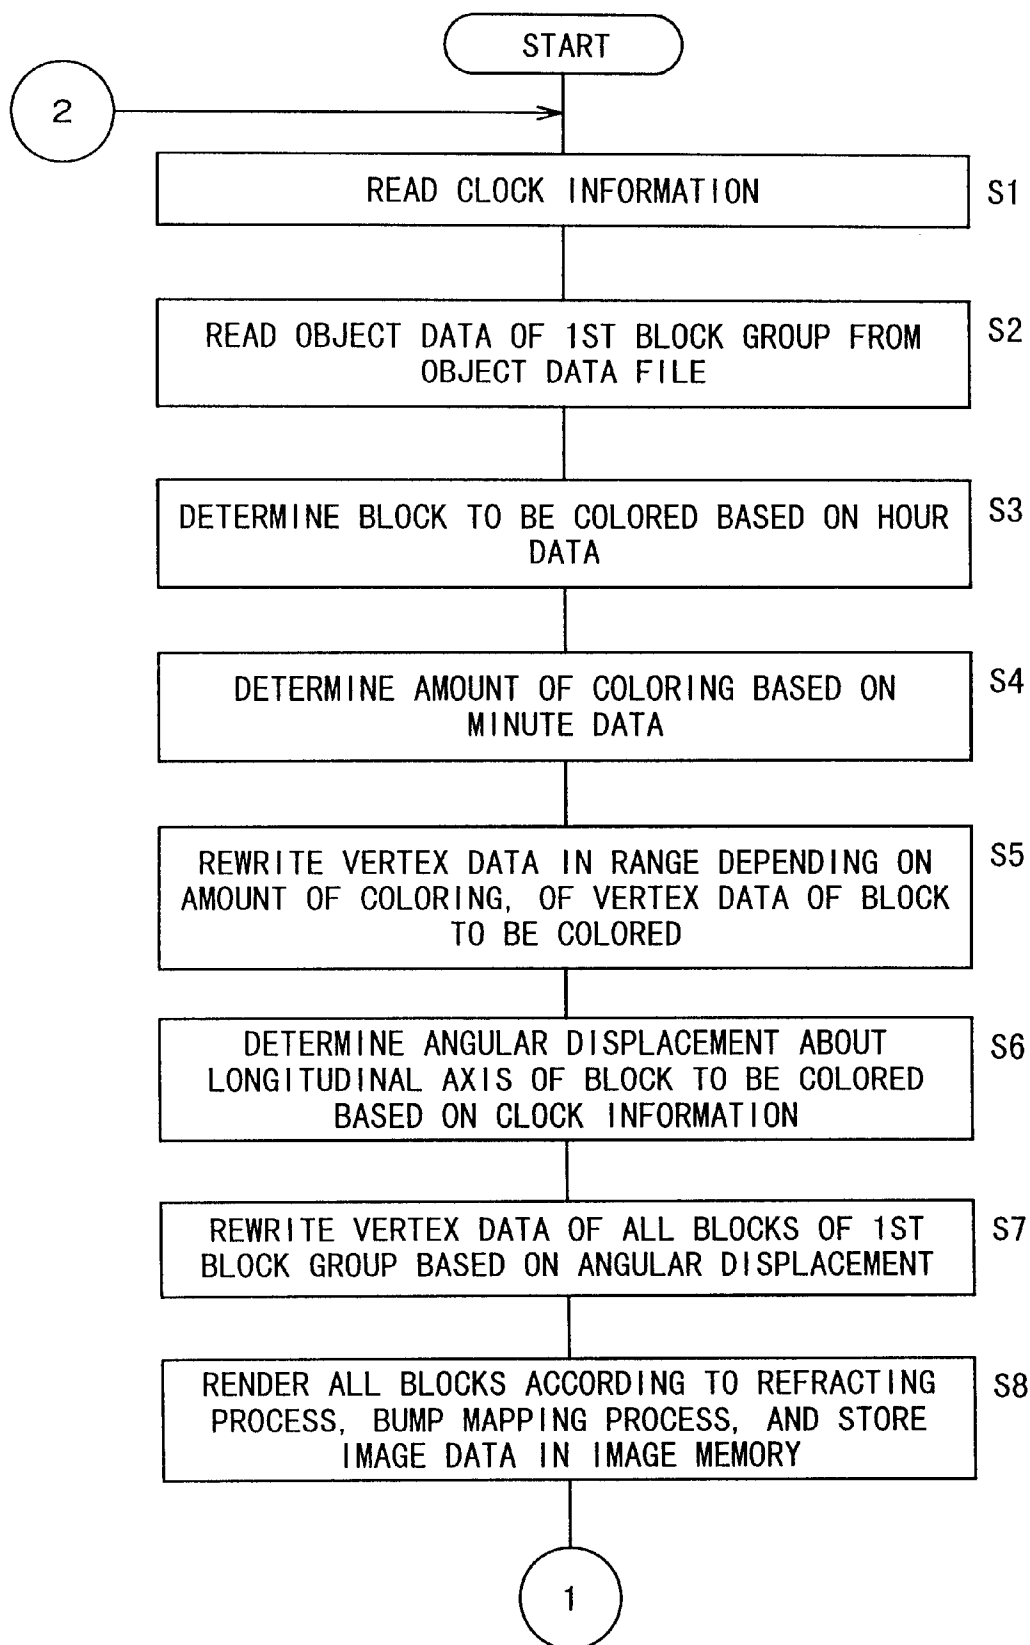 START
2
READ CLOCK INFORMATION
S1
READ OBJECT DATA OF 1ST BLOCK GROUP FROM
OBJECT DATA FILE
S2
DETERMINE BLOCK TO BE COLORED BASED ON HOUR
DATA
S3
DETERMINE AMOUNT OF COLORING BASED ON
MINUTE DATA
S4
REWRITE VERTEX DATA IN RANGE DEPENDING ON
AMOUNT OF COLORING, OF VERTEX DATA OF BLOCK
TO BE COLORED
S5
DETERMINE ANGULAR DISPLACEMENT ABOUT
LONGITUDINAL AXIS OF BLOCK TO BE COLORED
BASED ON CLOCK INFORMATION
S6
REWRITE VERTEX DATA OF ALL BLOCKS OF 1ST
BLOCK GROUP BASED ON ANGULAR DISPLACEMENT
S7
RENDER ALL BLOCKS ACCORDING TO REFRACTING
PROCESS, BUMP MAPPING PROCESS, AND STORE
IMAGE DATA IN IMAGE MEMORY
S8
1